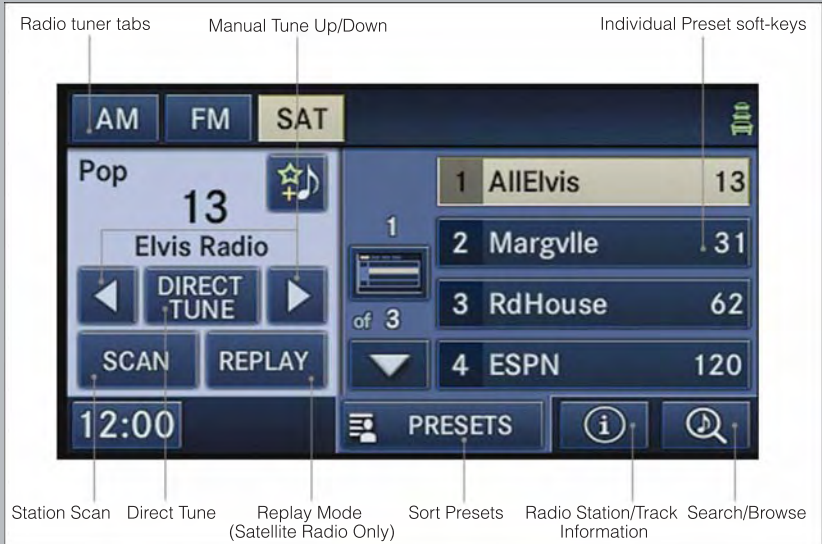 Radio tuner tabs
Manual Tune Up/Down
Individual Preset soft-keys
AM
FM
SAT
Pop
13
Elvis Radio
DIRECT
TUNE
SCAN
REPLAY
12:00
1
of 3
1 AllElvis 13
2 Margvlle 31
3 RdHouse 62
4 ESPN 120
PRESETS
i
Station Scan
Direct Tune
Replay Mode
(Satellite Radio Only)
Sort Presets
Radio Station/Track
Information
Search/Browse